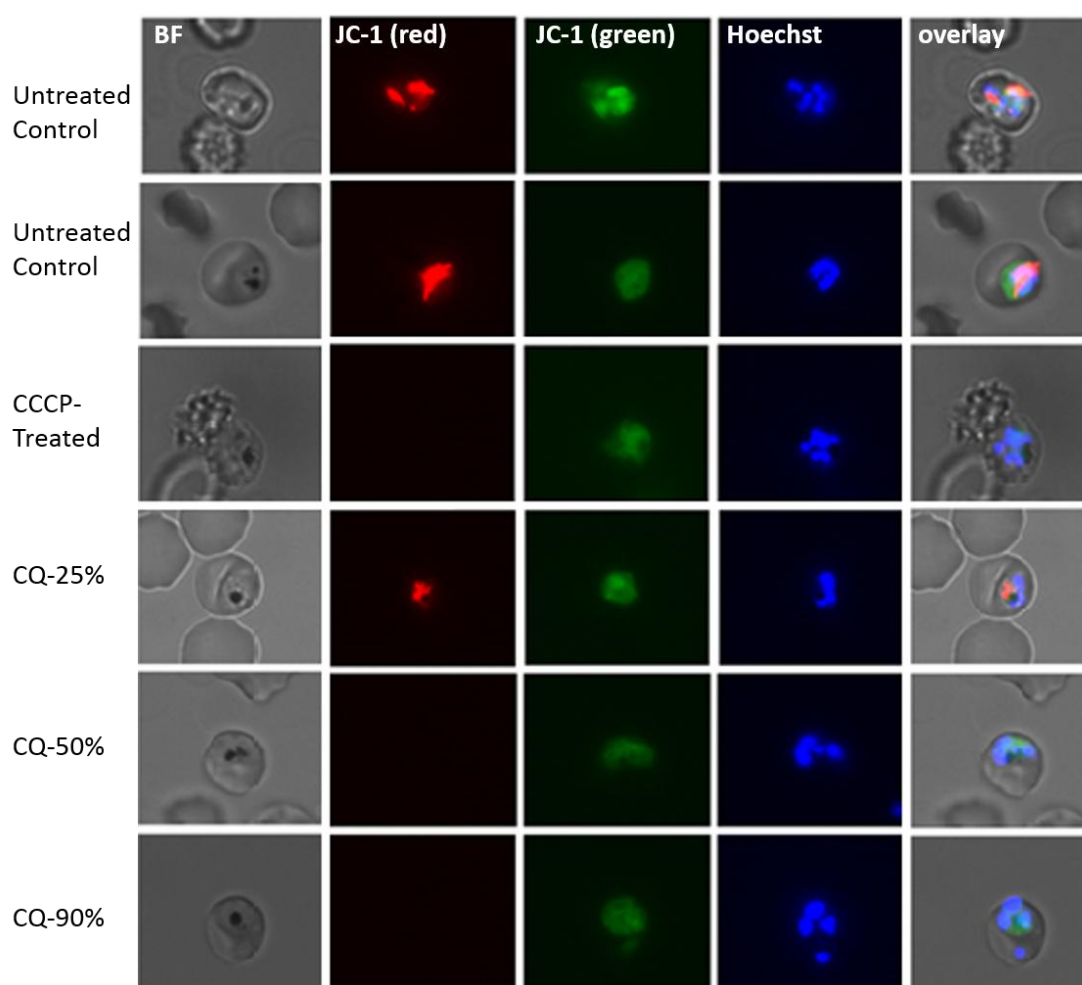 BF JC-1 (red) JC-1 (green) Hoechst overlay
Untreated
Control
Untreated
Control
CCCP-
Treated
CQ-25%
CQ-50%
CQ-90%